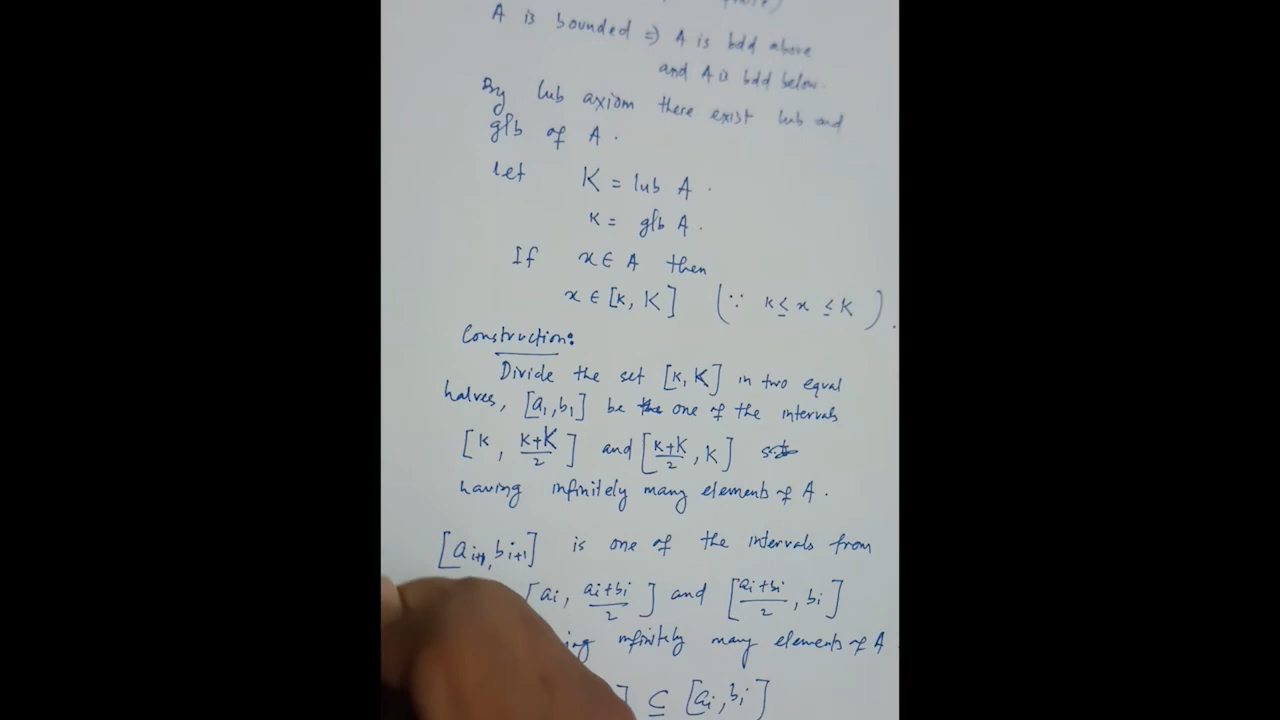 A is bounded ⇒ A is bdd above
and A is bdd below.
By lub axiom there exist lub and
glb of A.
let K = lub A.
k = glb A.
If x ∈ A then
x ∈ [k, K] (∵ k ≤ x ≤ K).
Construction:
Divide the set [k, K] in two equal
halves, [a₁, b₁] be one of the intervals
[k, (k+K)/2] and [(k+K)/2, K]
having infinitely many elements of A.
[aᵢ₊₁, bᵢ₊₁] is one of the intervals from
[aᵢ, (aᵢ+bᵢ)/2] and [(aᵢ+bᵢ)/2, bᵢ]
infinitely many elements of A
] ⊆ [aᵢ, bᵢ]